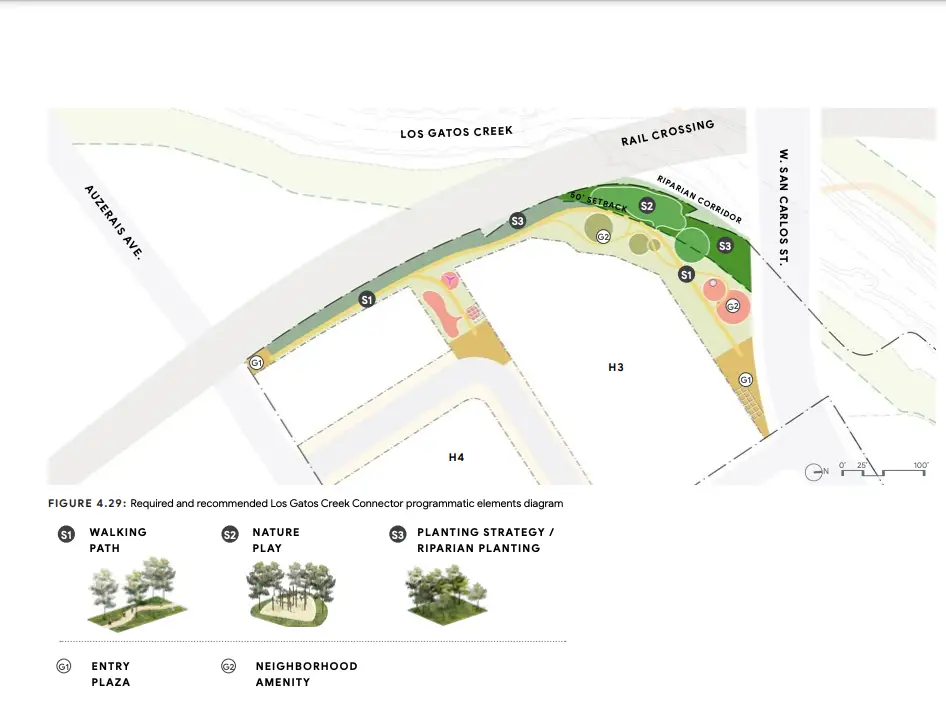 LOS GATOS CREEK
RAIL CROSSING
W. SAN CARLOS ST.
AUZERAIS AVE.
RIPARIAN CORRIDOR
50' SETBACK
S2
S3
G2
S3
S1
S1
G2
G1
H3
G1
H4
N
0' 25' 100'
FIGURE 4.29: Required and recommended Los Gatos Creek Connector programmatic elements diagram
S1 WALKING
PATH
S2 NATURE
PLAY
S3 PLANTING STRATEGY /
RIPARIAN PLANTING
G1 ENTRY
PLAZA
G2 NEIGHBORHOOD
AMENITY